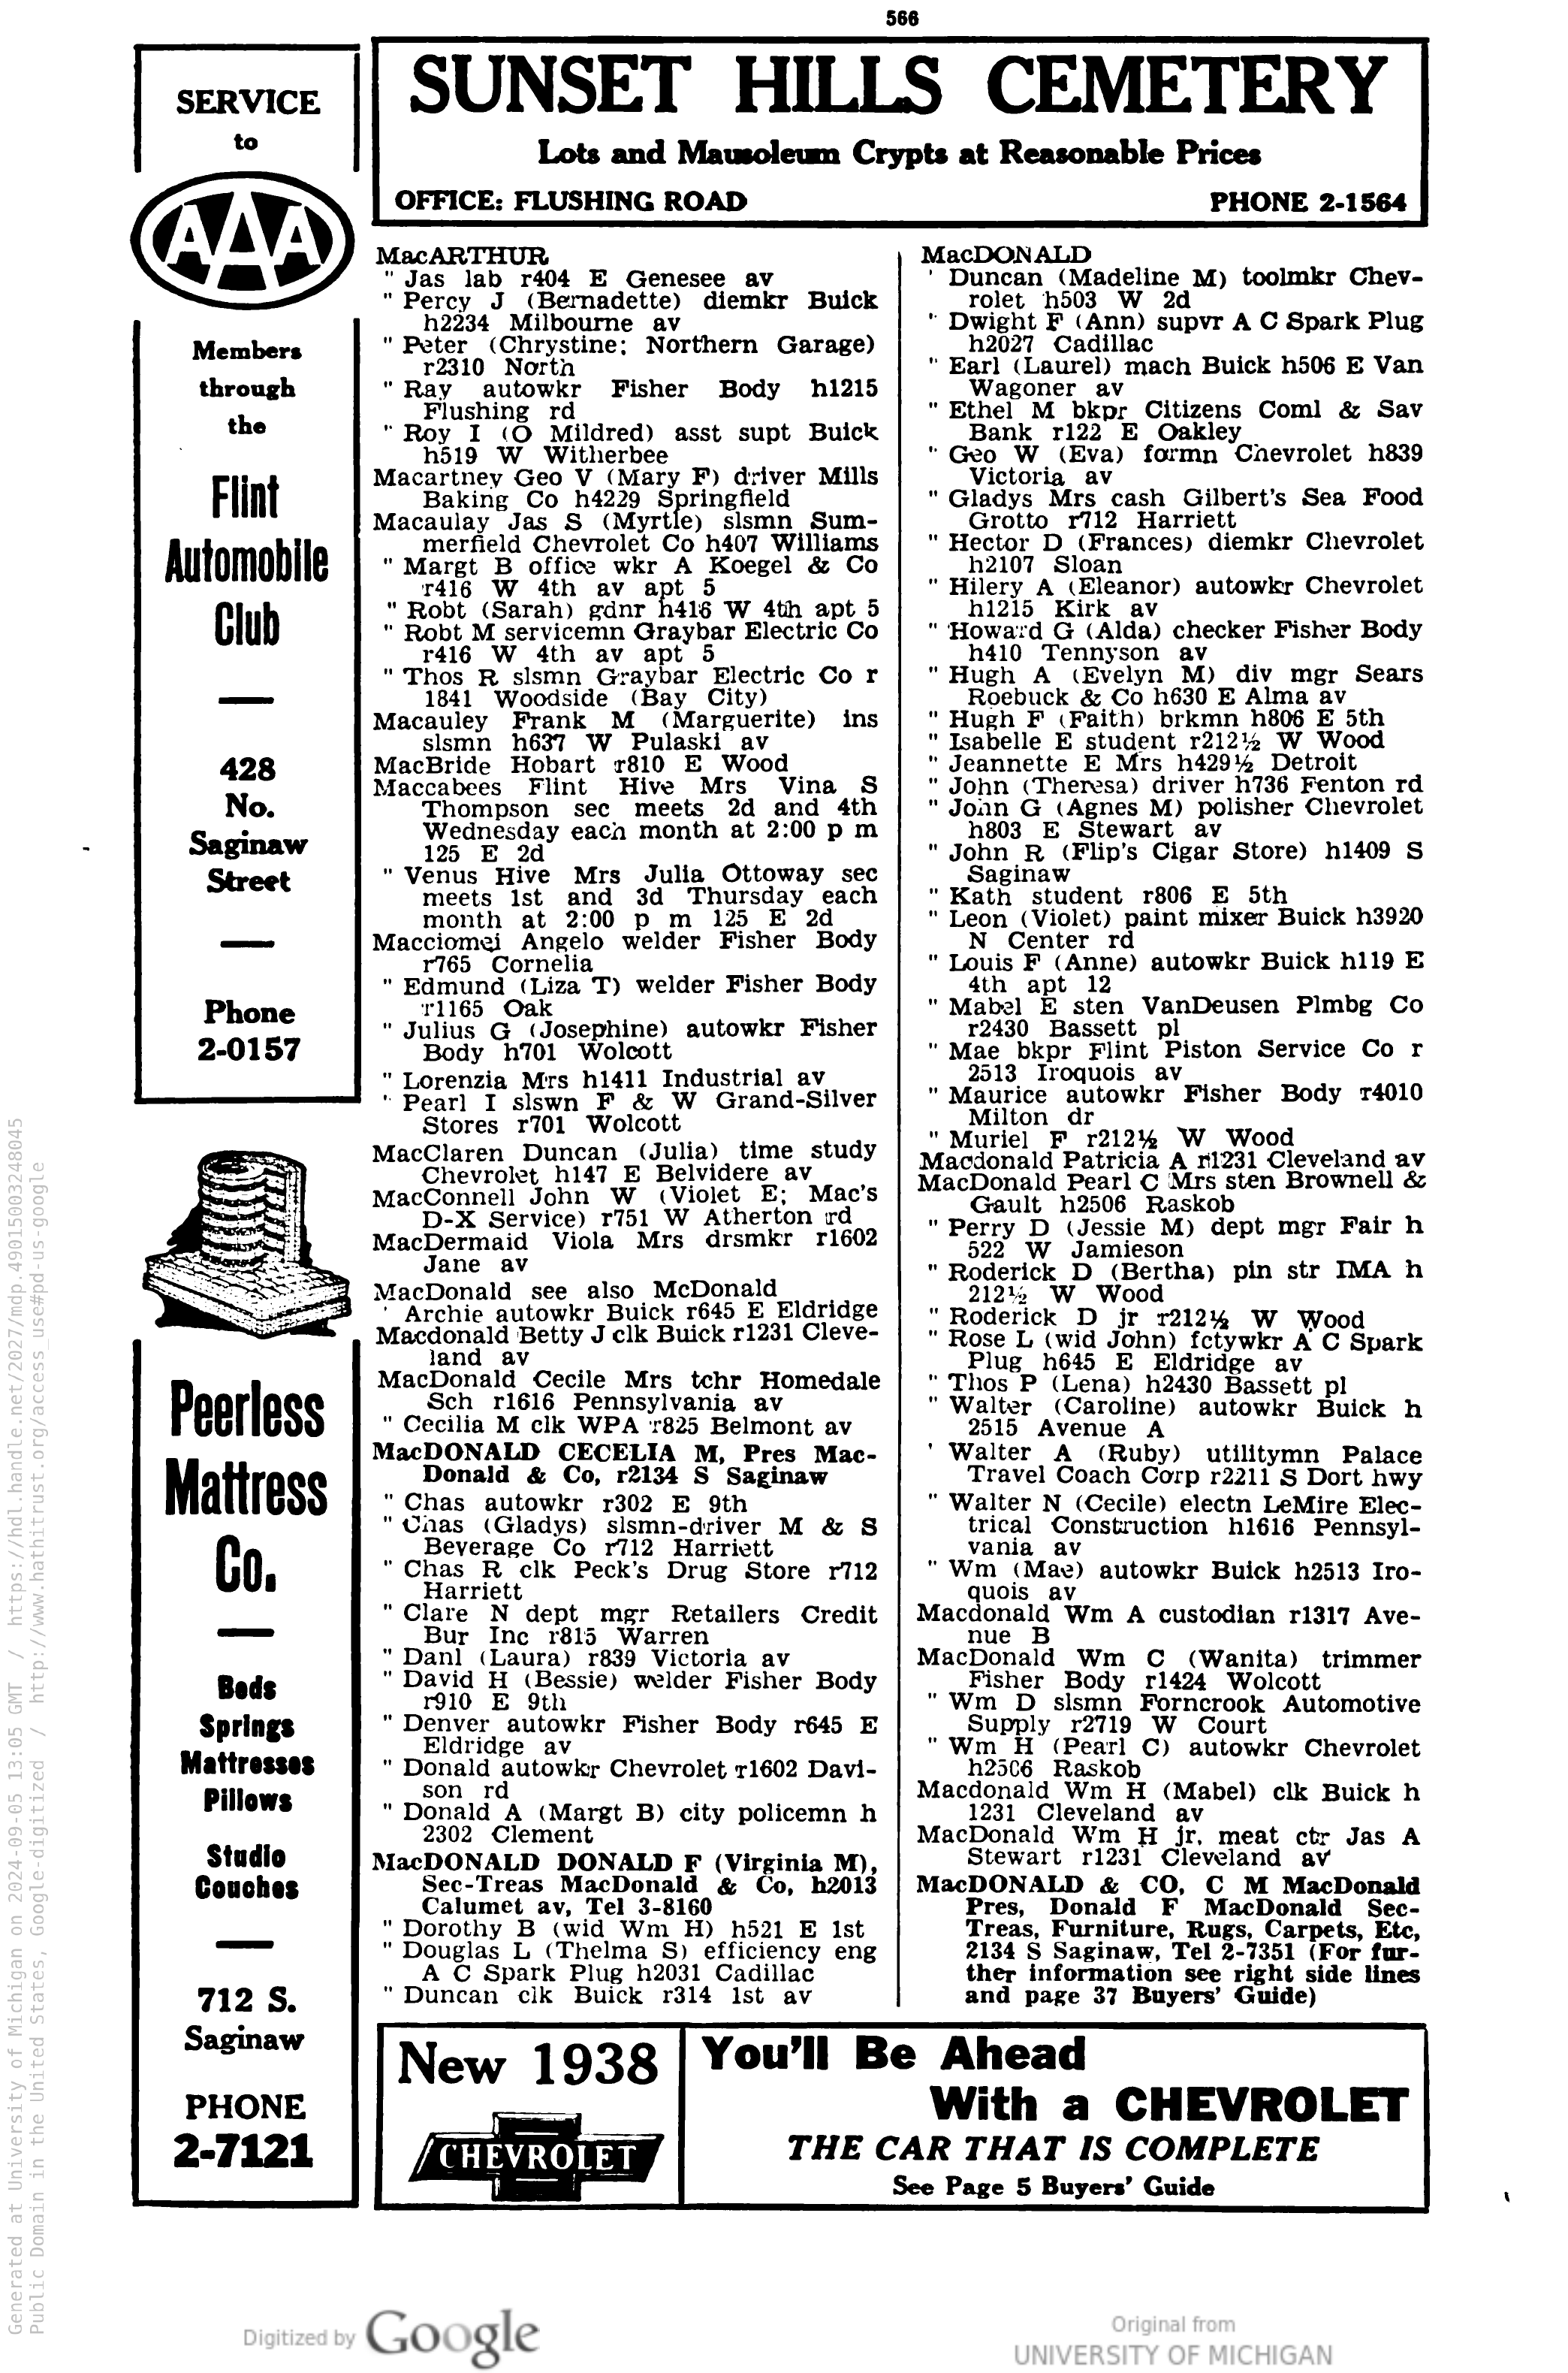 566
SERVICE
to
AAA
Members
through
the
Flint
Automobile
Club
428
No.
Saginaw
Street
Phone
2-0157
Peerless
Mattress
Co.
Beds
Springs
Mattresses
Pillows
Studio
Couches
712 S.
Saginaw
PHONE
2-7121
SUNSET HILLS CEMETERY
Lots and Mausoleum Crypts at Reasonable Prices
OFFICE: FLUSHING ROAD PHONE 2-1564
MacARTHUR
" Jas lab r404 E Genesee av
" Percy J (Bernadette) diemkr Buick
h2234 Milbourne av
" Peter (Chrystine; Northern Garage)
r2310 North
" Ray autowkr Fisher Body h1215
Flushing rd
" Roy I (O Mildred) asst supt Buick
h519 W Witherbee
Macartney Geo V (Mary F) driver Mills
Baking Co h4229 Springfield
Macaulay Jas S (Myrtle) slsmn Sum-
merfield Chevrolet Co h407 Williams
" Margt B office wkr A Koegel & Co
r416 W 4th av apt 5
" Robt (Sarah) gdnr h416 W 4th apt 5
" Robt M servicemn Graybar Electric Co
r416 W 4th av apt 5
" Thos R slsmn Graybar Electric Co r
1841 Woodside (Bay City)
Macauley Frank M (Marguerite) ins
slsmn h637 W Pulaski av
MacBride Hobart r810 E Wood
Maccabees Flint Hive Mrs Vina S
Thompson sec meets 2d and 4th
Wednesday each month at 2:00 p m
125 E 2d
" Venus Hive Mrs Julia Ottoway sec
meets 1st and 3d Thursday each
month at 2:00 p m 125 E 2d
Macciomei Angelo welder Fisher Body
r765 Cornelia
" Edmund (Liza T) welder Fisher Body
r1165 Oak
" Julius G (Josephine) autowkr Fisher
Body h701 Wolcott
" Lorenzia Mrs h1411 Industrial av
" Pearl I slswn F & W Grand-Silver
Stores r701 Wolcott
MacClaren Duncan (Julia) time study
Chevrolet h147 E Belvidere av
MacConnell John W (Violet E; Mac's
D-X Service) r751 W Atherton rd
MacDermaid Viola Mrs drsmkr r1602
Jane av
MacDonald see also McDonald
' Archie autowkr Buick r645 E Eldridge
Macdonald Betty J clk Buick r1231 Cleve-
land av
MacDonald Cecile Mrs tchr Homedale
Sch r1616 Pennsylvania av
" Cecilia M clk WPA r825 Belmont av
MacDONALD CECELIA M, Pres Mac-
Donald & Co, r2134 S Saginaw
" Chas autowkr r302 E 9th
" Chas (Gladys) slsmn-driver M & S
Beverage Co r712 Harriett
" Chas R clk Peck's Drug Store r712
Harriett
" Clare N dept mgr Retailers Credit
Bur Inc r815 Warren
" Danl (Laura) r839 Victoria av
" David H (Bessie) welder Fisher Body
r910 E 9th
" Denver autowkr Fisher Body r645 E
Eldridge av
" Donald autowkr Chevrolet r1602 Davi-
son rd
" Donald A (Margt B) city policemn h
2302 Clement
MacDONALD DONALD F (Virginia M),
Sec-Treas MacDonald & Co, h2013
Calumet av, Tel 3-8160
" Dorothy B (wid Wm H) h521 E 1st
" Douglas L (Thelma S) efficiency eng
A C Spark Plug h2031 Cadillac
" Duncan clk Buick r314 1st av
MacDONALD
' Duncan (Madeline M) toolmkr Chev-
rolet h503 W 2d
" Dwight F (Ann) supvr A C Spark Plug
h2027 Cadillac
" Earl (Laurel) mach Buick h506 E Van
Wagoner av
" Ethel M bkpr Citizens Coml & Sav
Bank r122 E Oakley
" Geo W (Eva) formn Chevrolet h839
Victoria av
" Gladys Mrs cash Gilbert's Sea Food
Grotto r712 Harriett
" Hector D (Frances) diemkr Chevrolet
h2107 Sloan
" Hilery A (Eleanor) autowkr Chevrolet
h1215 Kirk av
" Howard G (Alda) checker Fisher Body
h410 Tennyson av
" Hugh A (Evelyn M) div mgr Sears
Roebuck & Co h630 E Alma av
" Hugh F (Faith) brkmn h806 E 5th
" Isabelle E student r212½ W Wood
" Jeannette E Mrs h429½ Detroit
" John (Theresa) driver h736 Fenton rd
" John G (Agnes M) polisher Chevrolet
h803 E Stewart av
" John R (Flip's Cigar Store) h1409 S
Saginaw
" Kath student r806 E 5th
" Leon (Violet) paint mixer Buick h3920
N Center rd
" Louis F (Anne) autowkr Buick h119 E
4th apt 12
" Mabel E sten VanDeusen Plmbg Co
r2430 Bassett pl
" Mae bkpr Flint Piston Service Co r
2513 Iroquois av
" Maurice autowkr Fisher Body r4010
Milton dr
" Muriel F r212½ W Wood
Macdonald Patricia A r1231 Cleveland av
MacDonald Pearl C Mrs sten Brownell &
Gault h2506 Raskob
" Perry D (Jessie M) dept mgr Fair h
522 W Jamieson
" Roderick D (Bertha) pin str IMA h
212½ W Wood
" Roderick D jr r212½ W Wood
" Rose L (wid John) fctywkr A C Spark
Plug h645 E Eldridge av
" Thos P (Lena) h2430 Bassett pl
" Walter (Caroline) autowkr Buick h
2515 Avenue A
' Walter A (Ruby) utilitymn Palace
Travel Coach Corp r2211 S Dort hwy
" Walter N (Cecile) electn LeMire Elec-
trical Construction h1616 Pennsyl-
vania av
" Wm (Mae) autowkr Buick h2513 Iro-
quois av
Macdonald Wm A custodian r1317 Ave-
nue B
MacDonald Wm C (Wanita) trimmer
Fisher Body r1424 Wolcott
" Wm D slsmn Forncrook Automotive
Supply r2719 W Court
" Wm H (Pearl C) autowkr Chevrolet
h2506 Raskob
Macdonald Wm H (Mabel) clk Buick h
1231 Cleveland av
MacDonald Wm H jr, meat ctr Jas A
Stewart r1231 Cleveland av
MacDONALD & CO, C M MacDonald
Pres, Donald F MacDonald Sec-
Treas, Furniture, Rugs, Carpets, Etc,
2134 S Saginaw, Tel 2-7351 (For fur-
ther information see right side lines
and page 37 Buyers' Guide)
New 1938
CHEVROLET
You'll Be Ahead
With a CHEVROLET
THE CAR THAT IS COMPLETE
See Page 5 Buyers' Guide
Generated at University of Michigan on 2024-09-05 13:05 GMT / https://hdl.handle.net/2027/mdp.49015003248045
Public Domain in the United States, Google-digitized / http://www.hathitrust.org/access_use#pd-us-google
Digitized by Google
Original from
UNIVERSITY OF MICHIGAN